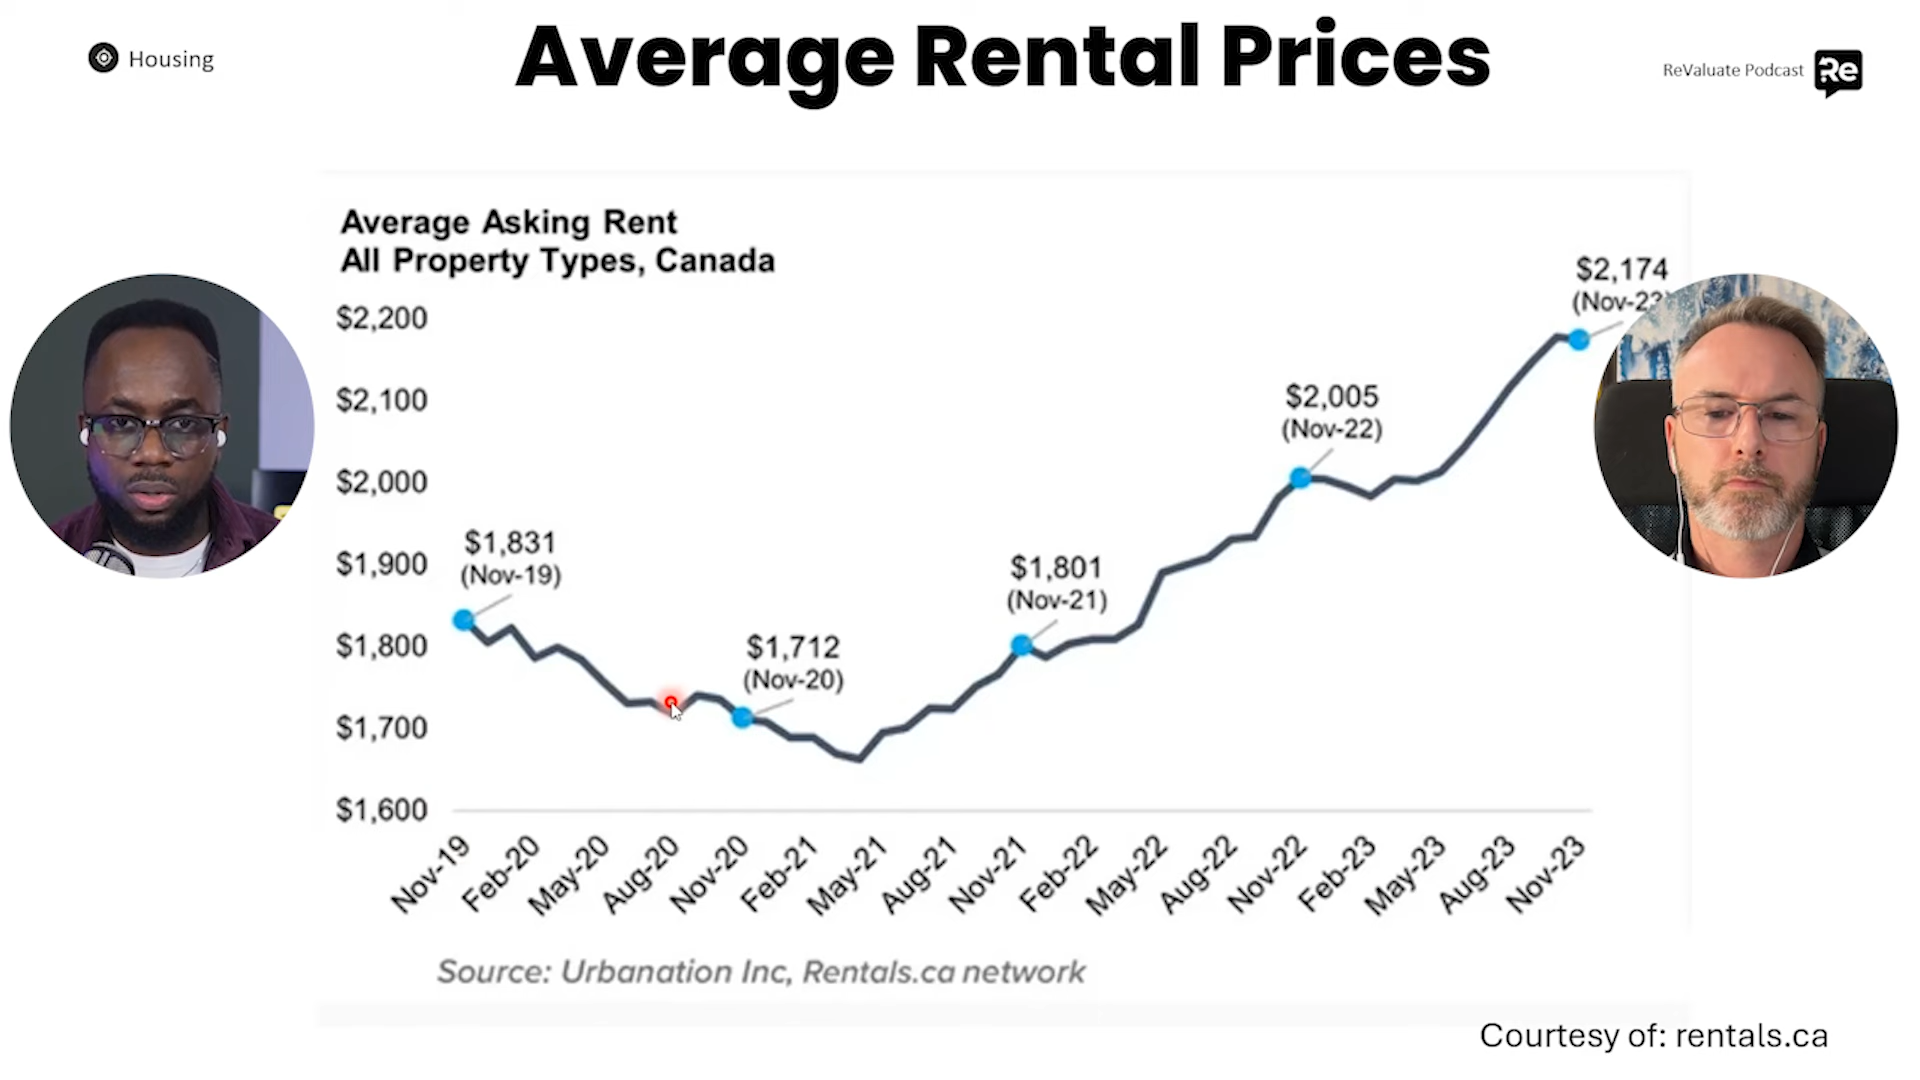 Housing
Average Rental Prices
ReValuate Podcast
Re
Average Asking Rent
All Property Types, Canada
$2,200
$2,100
$2,000
$1,900
$1,800
$1,700
$1,600
$1,831
(Nov-19)
$1,712
(Nov-20)
$1,801
(Nov-21)
$2,005
(Nov-22)
$2,174
(Nov-23)
Nov-19
Feb-20
May-20
Aug-20
Nov-20
Feb-21
May-21
Aug-21
Nov-21
Feb-22
May-22
Aug-22
Nov-22
Feb-23
May-23
Aug-23
Nov-23
Source: Urbanation Inc, Rentals.ca network
Courtesy of: rentals.ca